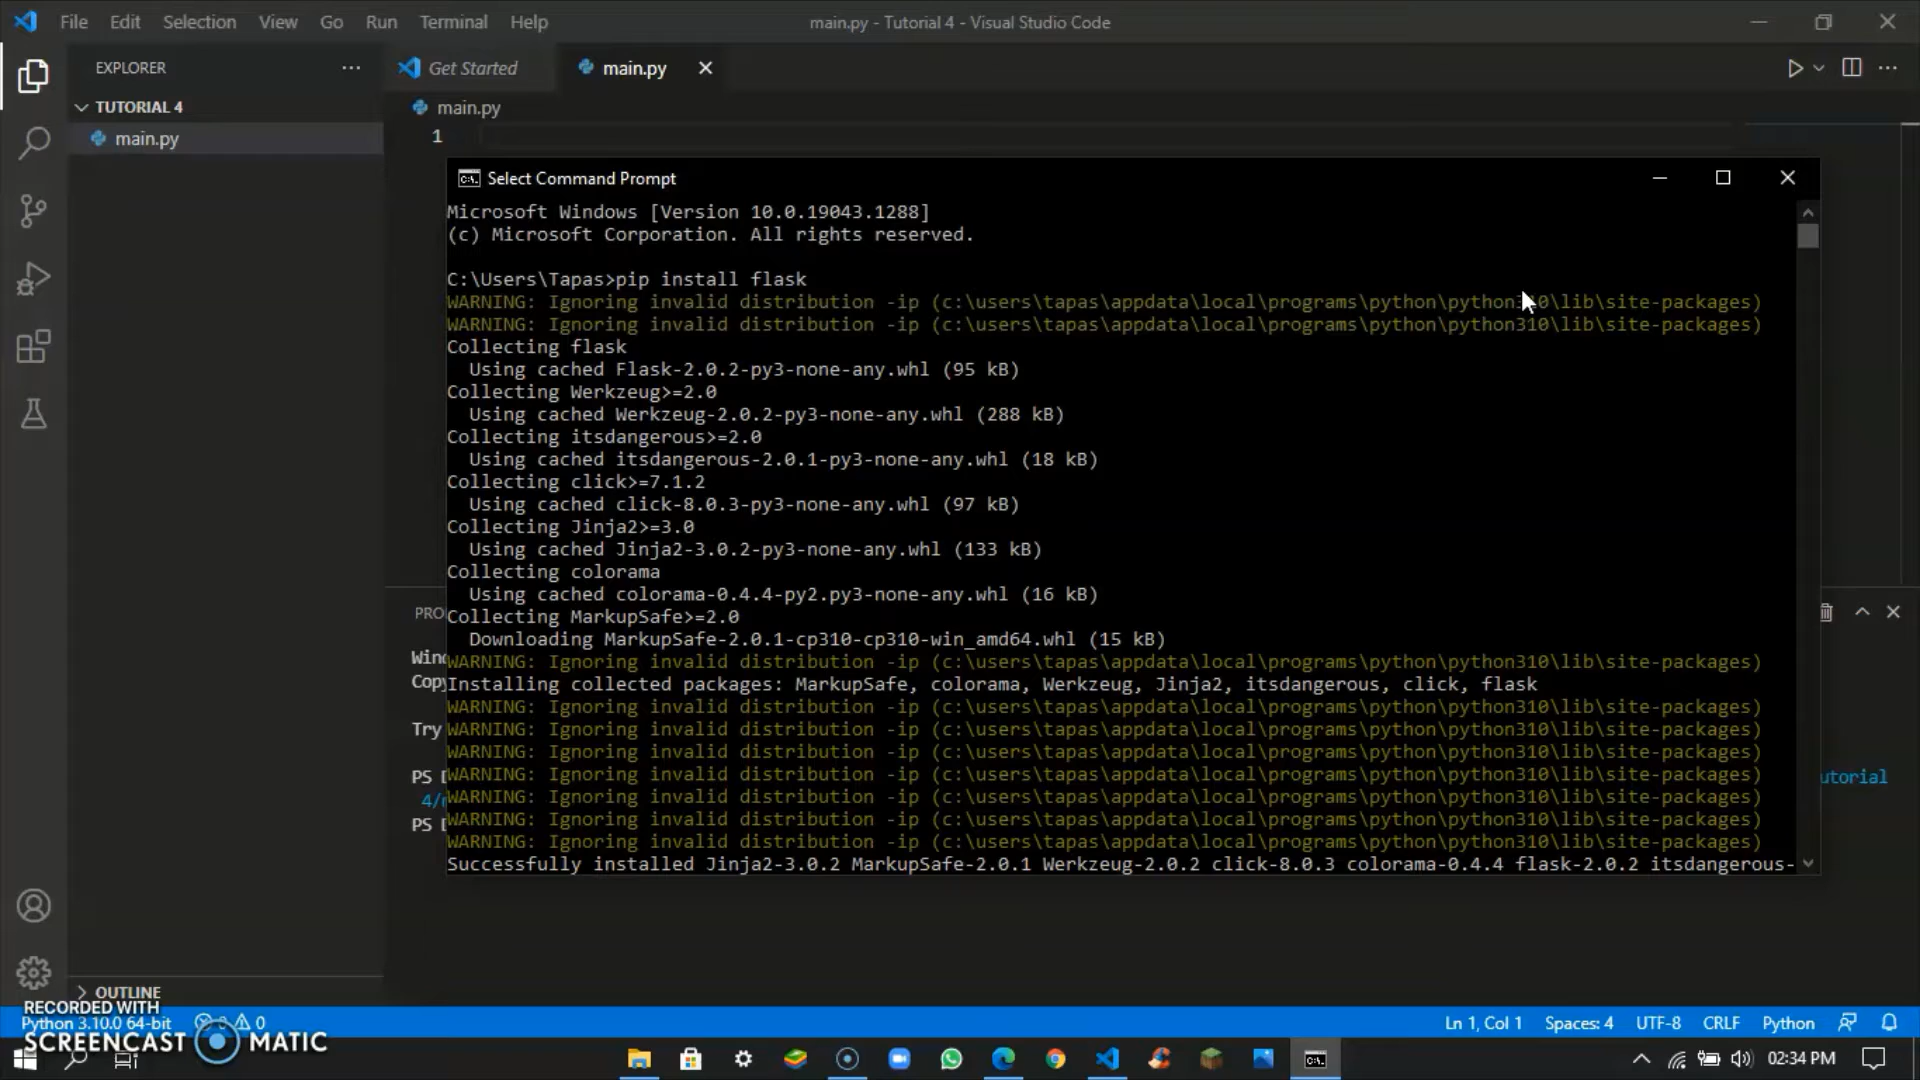 File Edit Selection View Go Run Terminal Help
main.py - Tutorial 4 - Visual Studio Code
EXPLORER
Get Started
main.py
TUTORIAL 4
main.py
main.py
1
Select Command Prompt
Microsoft Windows [Version 10.0.19043.1288]
(c) Microsoft Corporation. All rights reserved.
C:\Users\Tapas>pip install flask
WARNING: Ignoring invalid distribution -ip (c:\users\tapas\appdata\local\programs\python\python310\lib\site-packages)
WARNING: Ignoring invalid distribution -ip (c:\users\tapas\appdata\local\programs\python\python310\lib\site-packages)
Collecting flask
Using cached Flask-2.0.2-py3-none-any.whl (95 kB)
Collecting Werkzeug>=2.0
Using cached Werkzeug-2.0.2-py3-none-any.whl (288 kB)
Collecting itsdangerous>=2.0
Using cached itsdangerous-2.0.1-py3-none-any.whl (18 kB)
Collecting click>=7.1.2
Using cached click-8.0.3-py3-none-any.whl (97 kB)
Collecting Jinja2>=3.0
Using cached Jinja2-3.0.2-py3-none-any.whl (133 kB)
Collecting colorama
Using cached colorama-0.4.4-py2.py3-none-any.whl (16 kB)
Collecting MarkupSafe>=2.0
Downloading MarkupSafe-2.0.1-cp310-cp310-win_amd64.whl (15 kB)
WARNING: Ignoring invalid distribution -ip (c:\users\tapas\appdata\local\programs\python\python310\lib\site-packages)
Installing collected packages: MarkupSafe, colorama, Werkzeug, Jinja2, itsdangerous, click, flask
WARNING: Ignoring invalid distribution -ip (c:\users\tapas\appdata\local\programs\python\python310\lib\site-packages)
WARNING: Ignoring invalid distribution -ip (c:\users\tapas\appdata\local\programs\python\python310\lib\site-packages)
WARNING: Ignoring invalid distribution -ip (c:\users\tapas\appdata\local\programs\python\python310\lib\site-packages)
WARNING: Ignoring invalid distribution -ip (c:\users\tapas\appdata\local\programs\python\python310\lib\site-packages)
WARNING: Ignoring invalid distribution -ip (c:\users\tapas\appdata\local\programs\python\python310\lib\site-packages)
WARNING: Ignoring invalid distribution -ip (c:\users\tapas\appdata\local\programs\python\python310\lib\site-packages)
WARNING: Ignoring invalid distribution -ip (c:\users\tapas\appdata\local\programs\python\python310\lib\site-packages)
Successfully installed Jinja2-3.0.2 MarkupSafe-2.0.1 Werkzeug-2.0.2 click-8.0.3 colorama-0.4.4 flask-2.0.2 itsdangerous-
PRO
Wind
Copy
Try
PS
utorial
4/
PS
OUTLINE
RECORDED WITH
SCREENCAST MATIC
Python 3.10.0 64-bit
0
Ln 1, Col 1 Spaces: 4 UTF-8 CRLF Python
02:34 PM